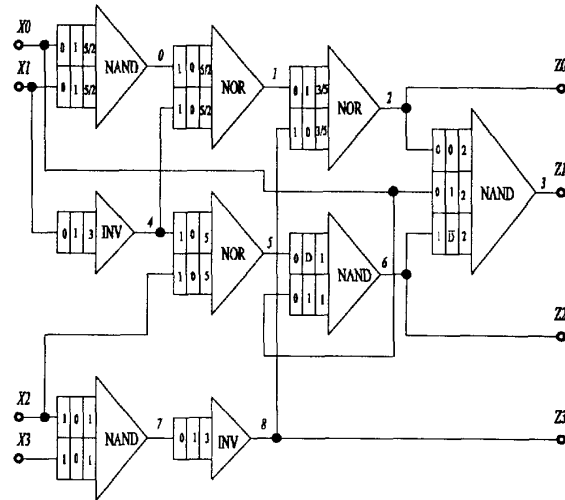 X0
X1
0 1 5/2
0 1 5/2
NAND
0
1 0 5/2
1 0 5/2
NOR
1
0 1 3/5
1 0 3/5
NOR
2
Z0
0 0 2
0 1 2
1 D̅ 2
NAND
3
Z1
0 1 3
INV
4
1 0 5
1 0 5
NOR
5
0 D 1
0 1 1
NAND
6
Z2
X2
X3
1 0 1
1 0 1
NAND
7
0 1 3
INV
8
Z3